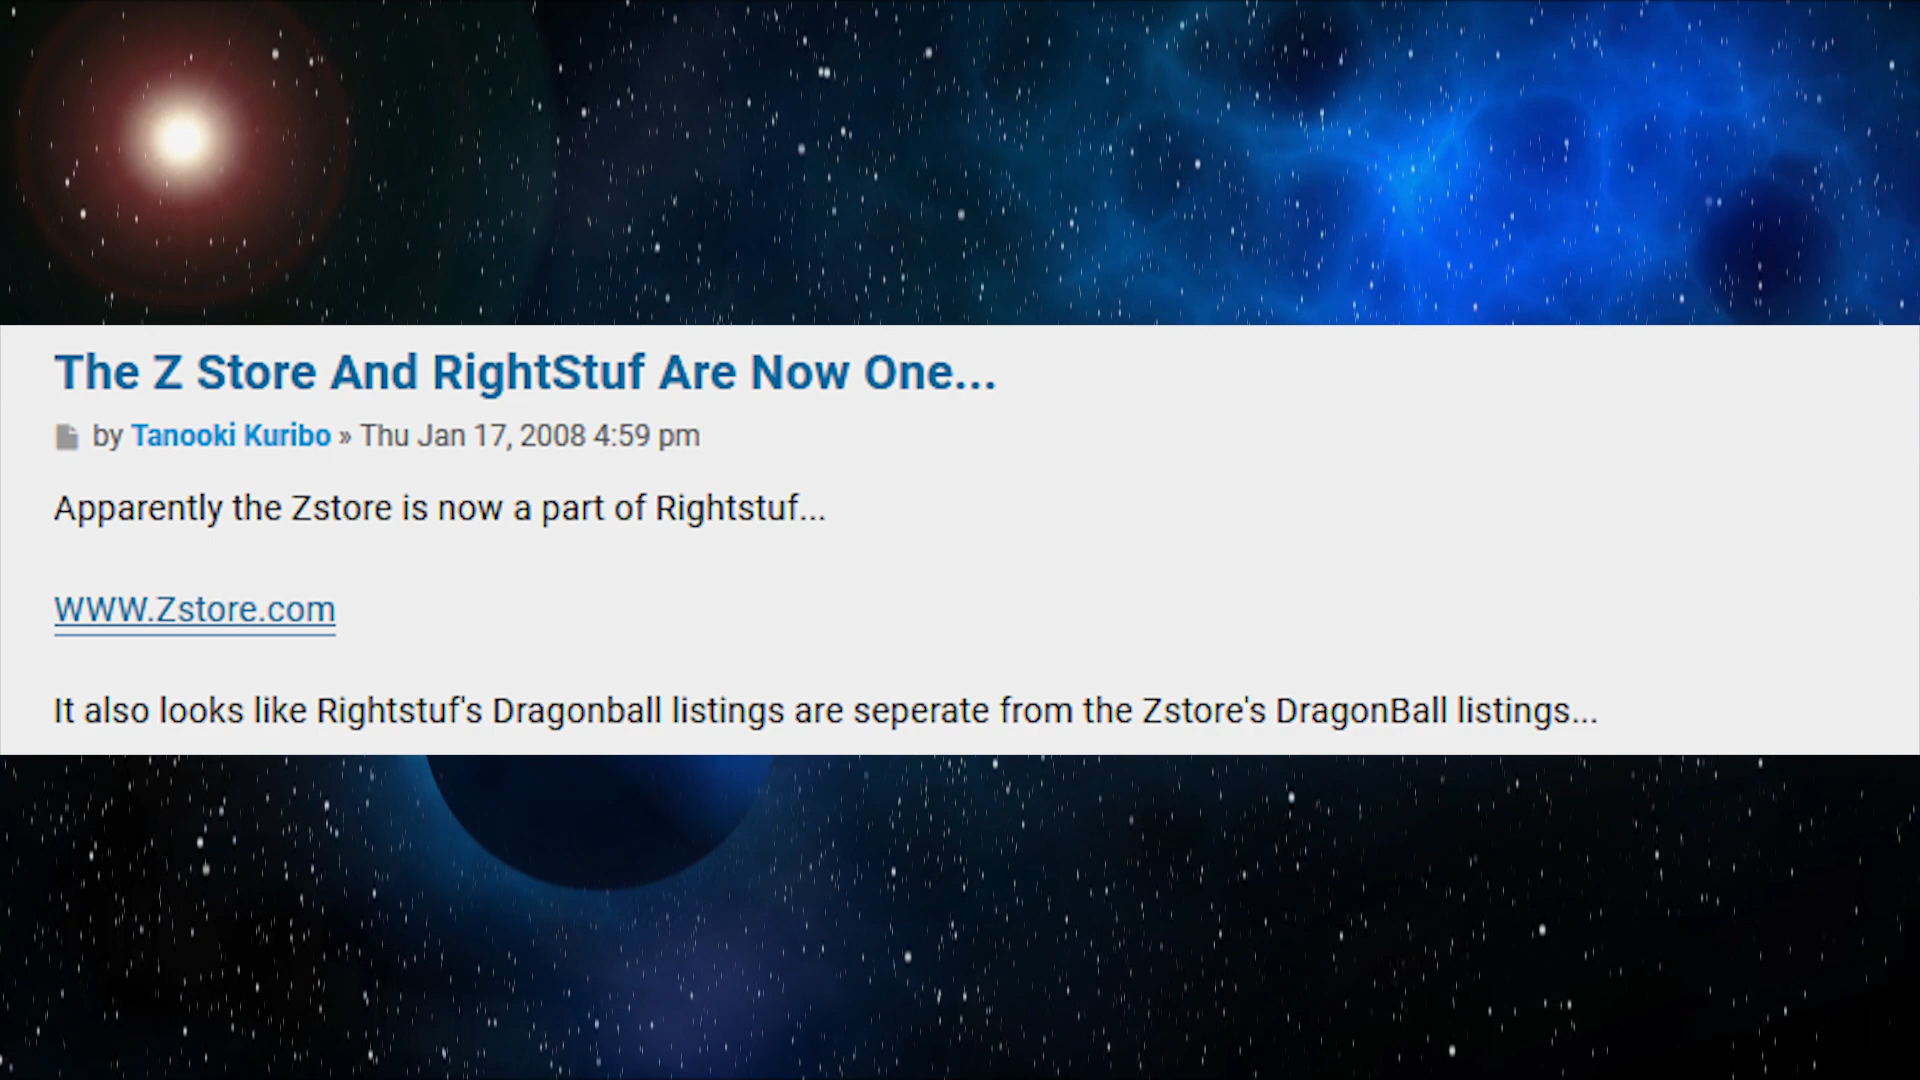 The Z Store And RightStuf Are Now One...
by Tanooki Kuribo » Thu Jan 17, 2008 4:59 pm
Apparently the Zstore is now a part of Rightstuf...
WWW.Zstore.com
It also looks like Rightstuf's Dragonball listings are seperate from the Zstore's DragonBall listings...